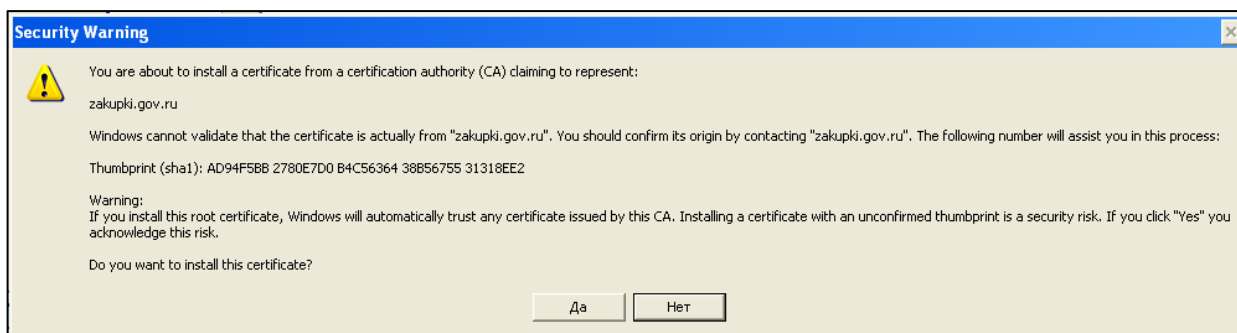 Security Warning
You are about to install a certificate from a certification authority (CA) claiming to represent:
zakupki.gov.ru
Windows cannot validate that the certificate is actually from "zakupki.gov.ru". You should confirm its origin by contacting "zakupki.gov.ru". The following number will assist you in this process:
Thumbprint (sha1): AD94F5BB 2780E7D0 B4C56364 38B56755 31318EE2
Warning:
If you install this root certificate, Windows will automatically trust any certificate issued by this CA. Installing a certificate with an unconfirmed thumbprint is a security risk. If you click "Yes" you
acknowledge this risk.
Do you want to install this certificate?
Да Нет